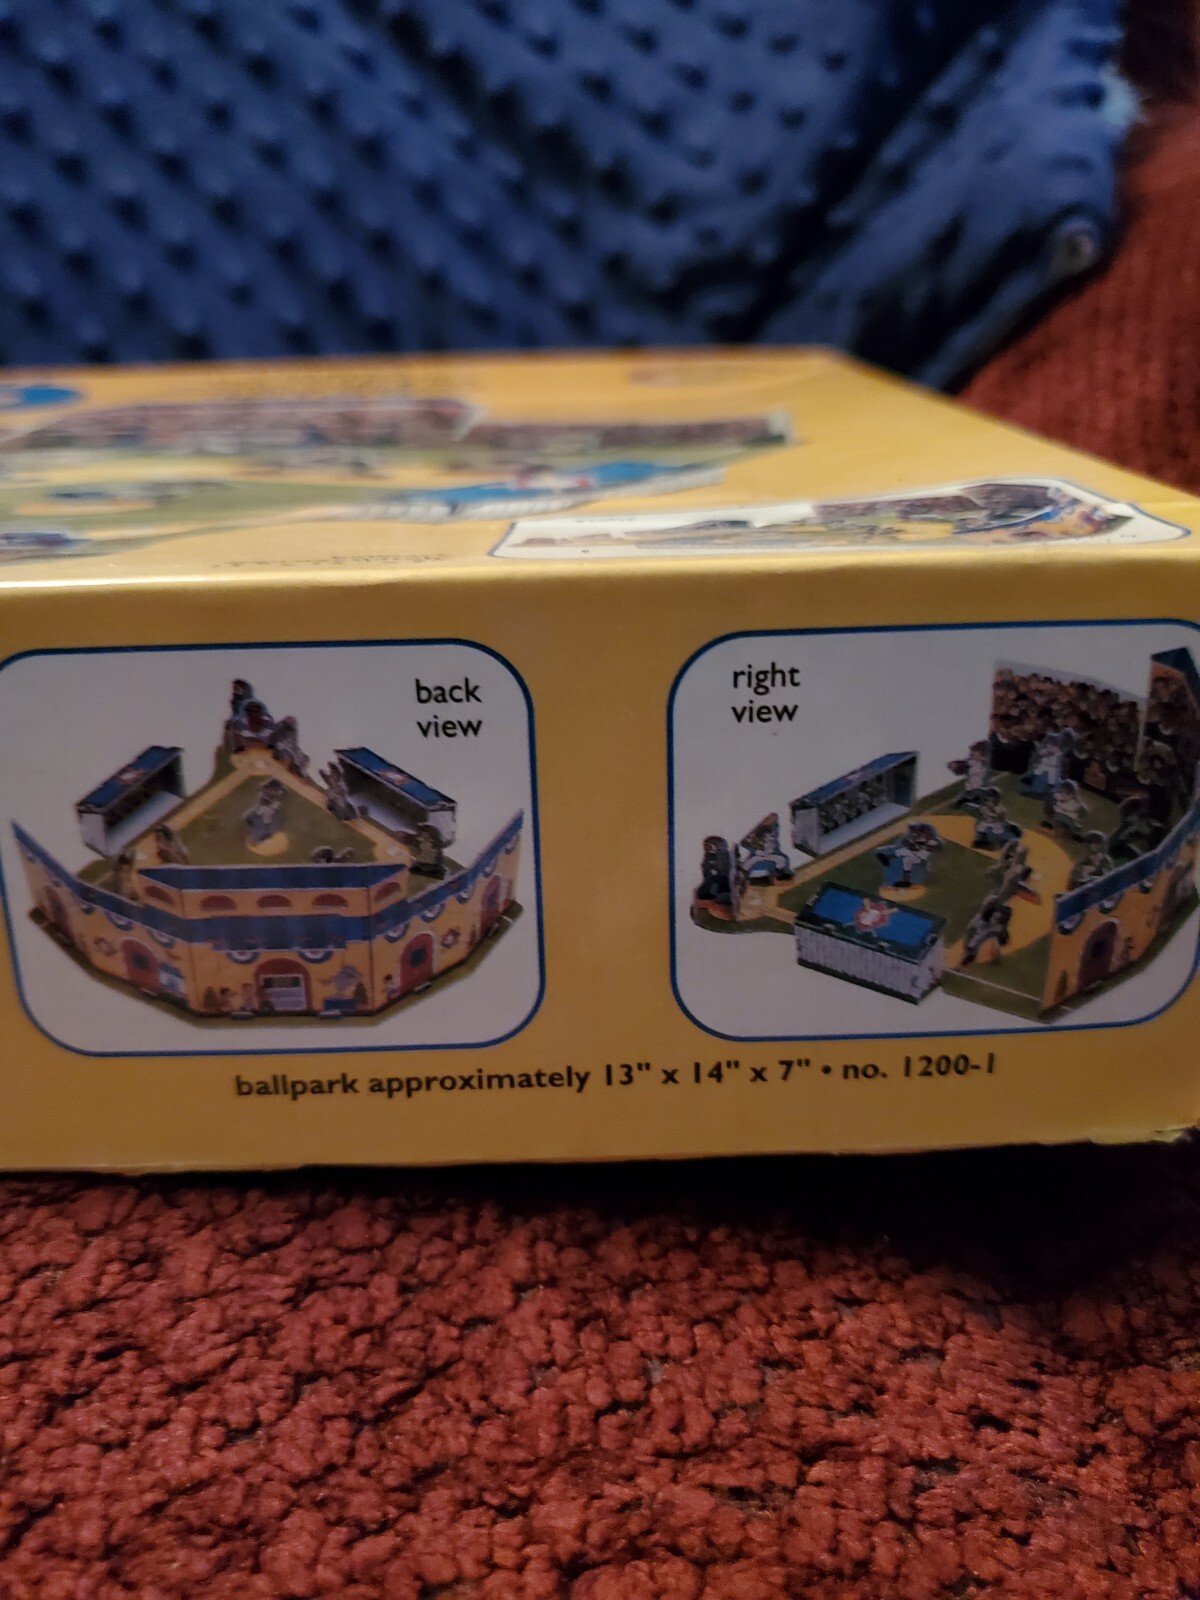 back
view
right
view
ballpark approximately 13" x 14" x 7" • no. 1200-1